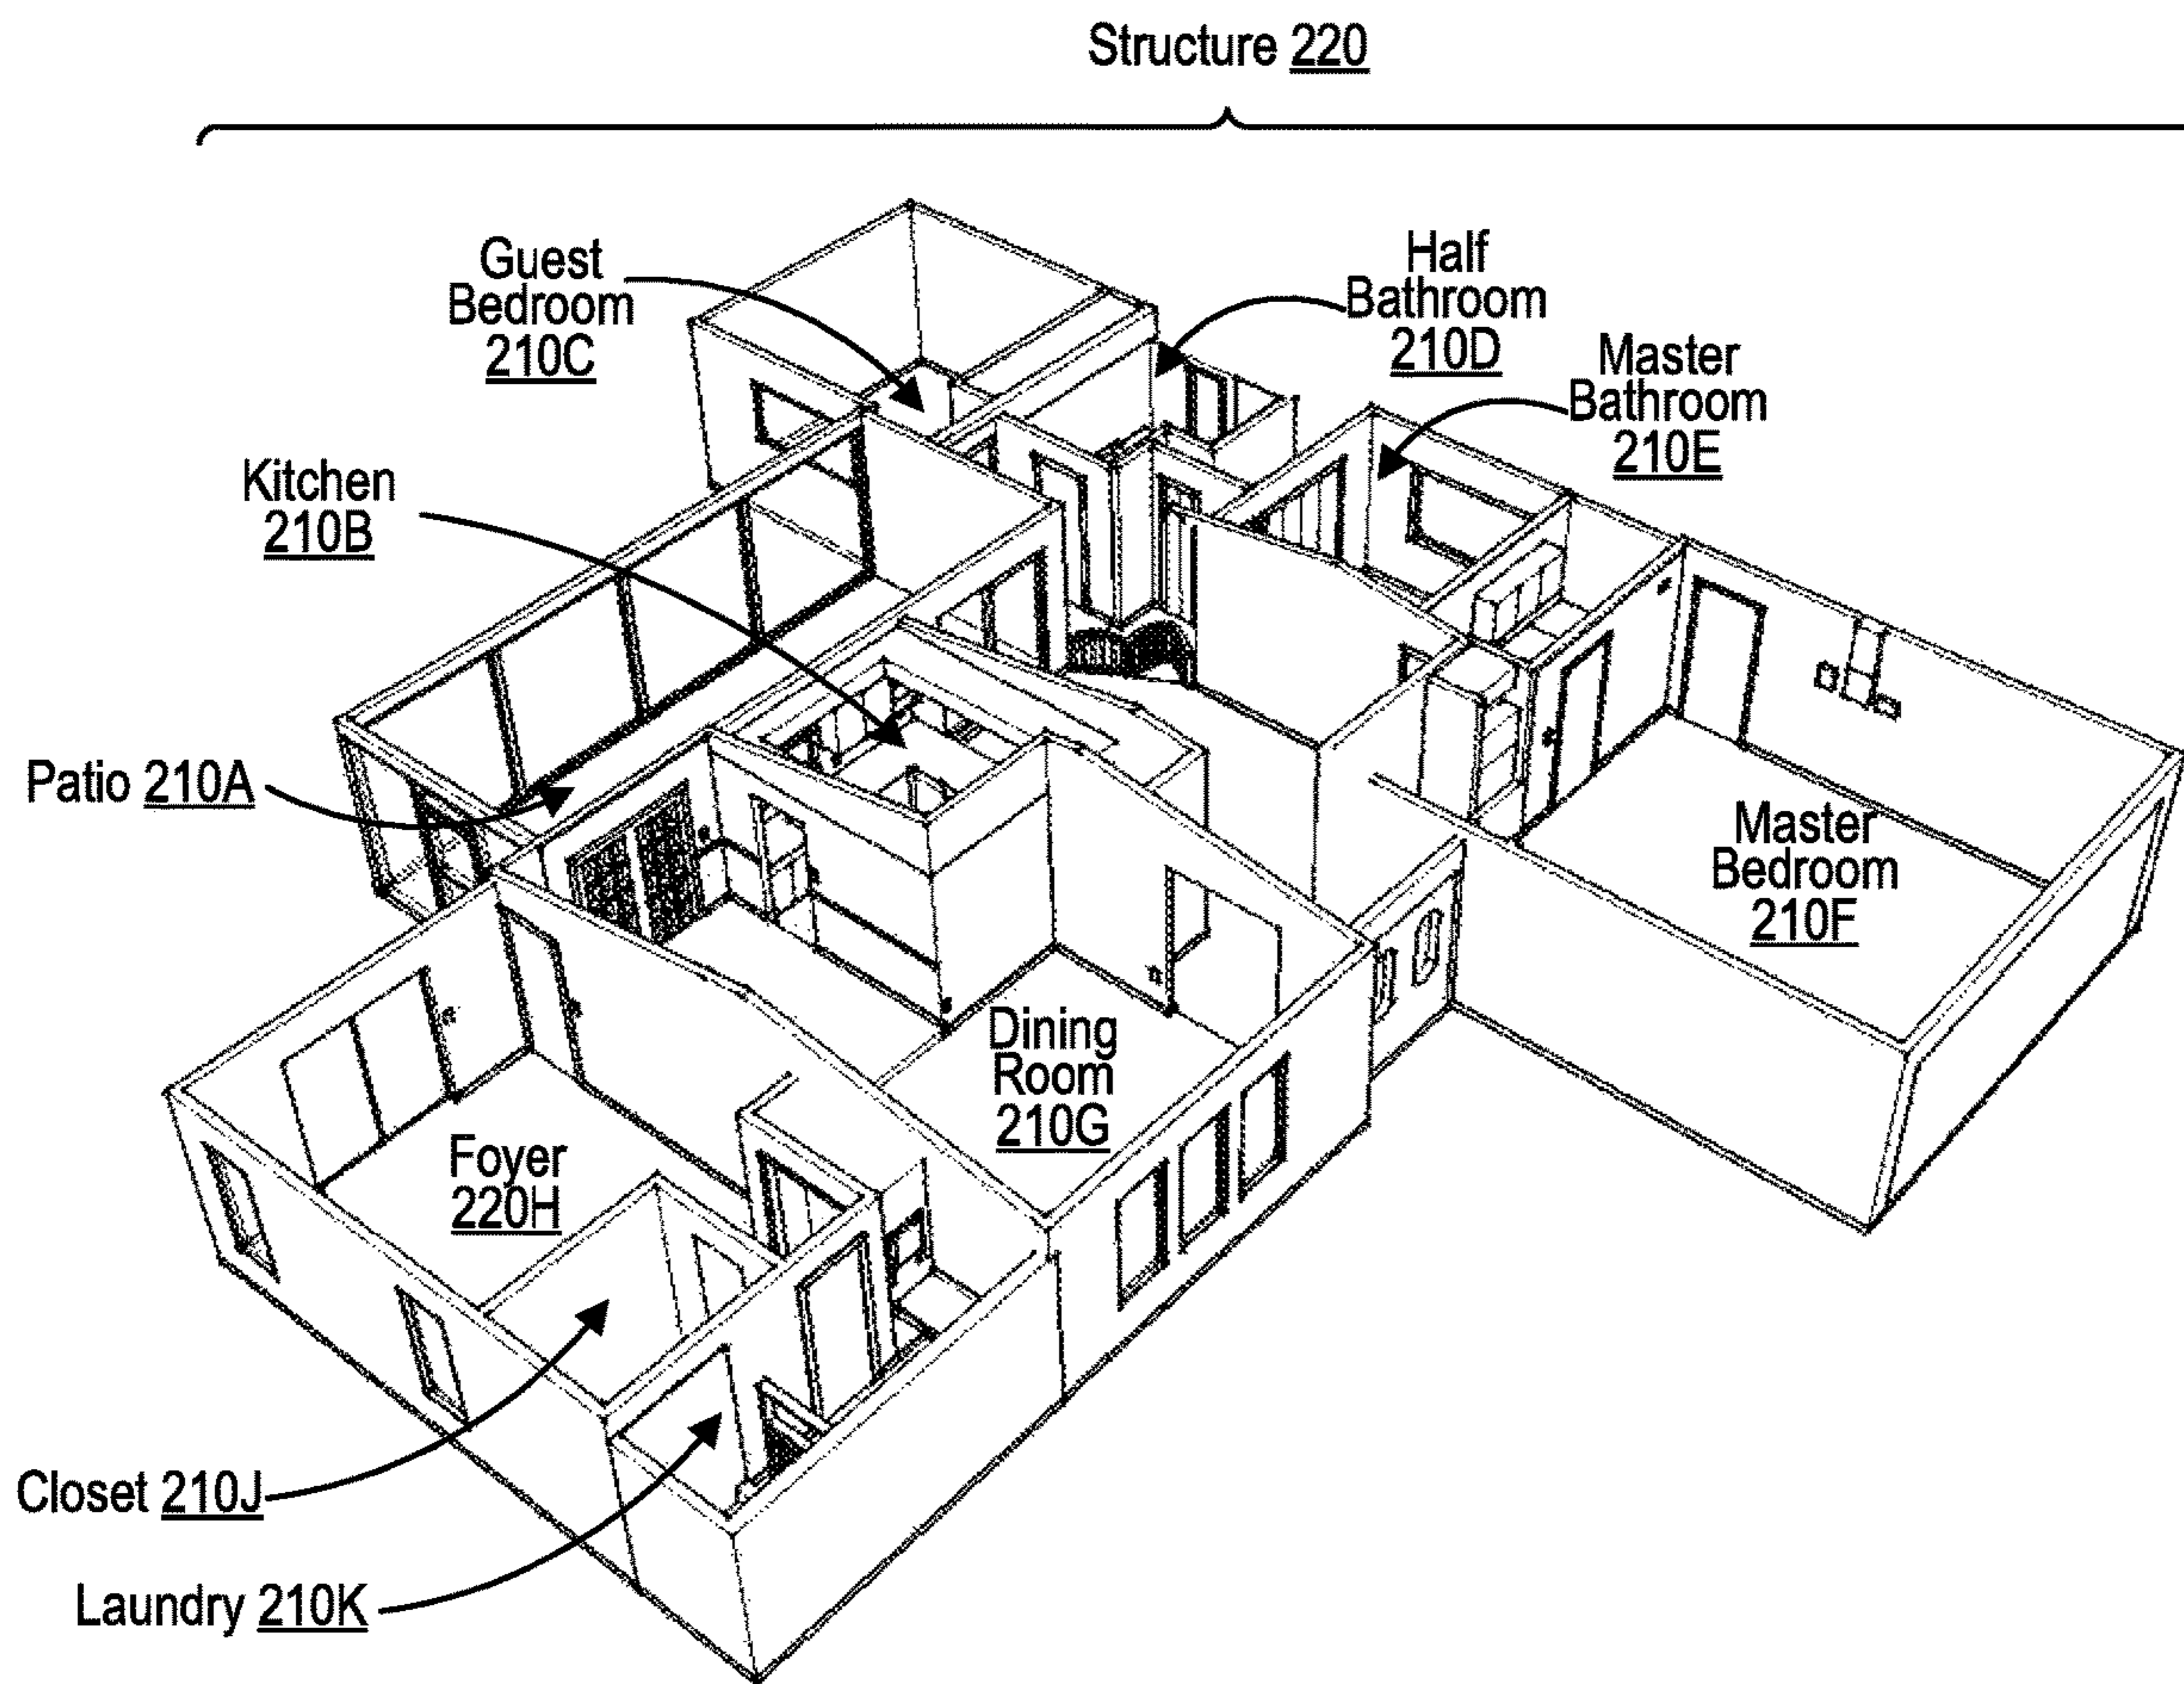 Structure 220
Guest
Bedroom
210C
Half
Bathroom
210D
Master
Bathroom
210E
Kitchen
210B
Patio 210A
Master
Bedroom
210F
Dining
Room
210G
Foyer
220H
Closet 210J
Laundry 210K